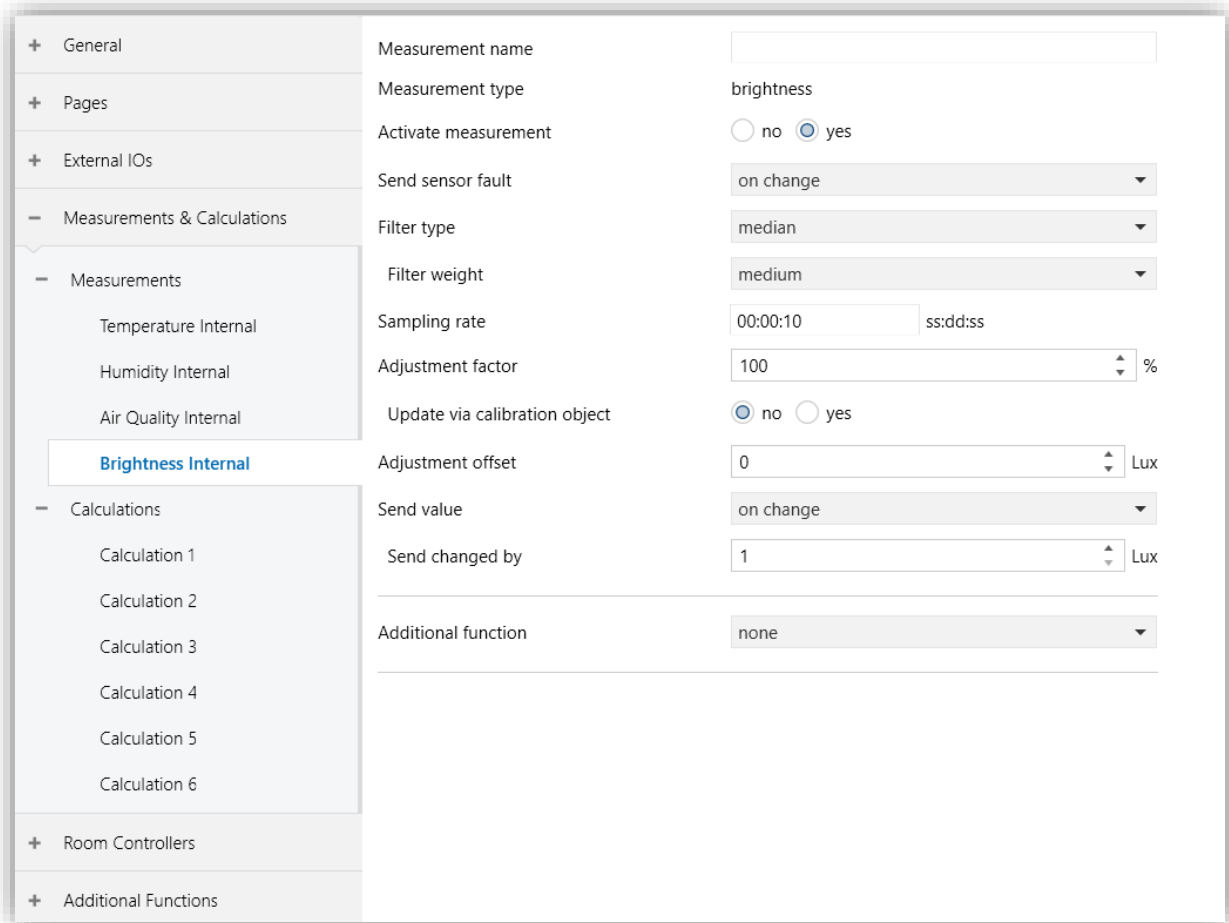 + General
+ Pages
+ External IOs
− Measurements & Calculations
− Measurements
Temperature Internal
Humidity Internal
Air Quality Internal
Brightness Internal
− Calculations
Calculation 1
Calculation 2
Calculation 3
Calculation 4
Calculation 5
Calculation 6
+ Room Controllers
+ Additional Functions
Measurement name
Measurement type brightness
Activate measurement no yes
Send sensor fault on change
Filter type median
Filter weight medium
Sampling rate 00:00:10 ss:dd:ss
Adjustment factor 100 %
Update via calibration object no yes
Adjustment offset 0 Lux
Send value on change
Send changed by 1 Lux
Additional function none